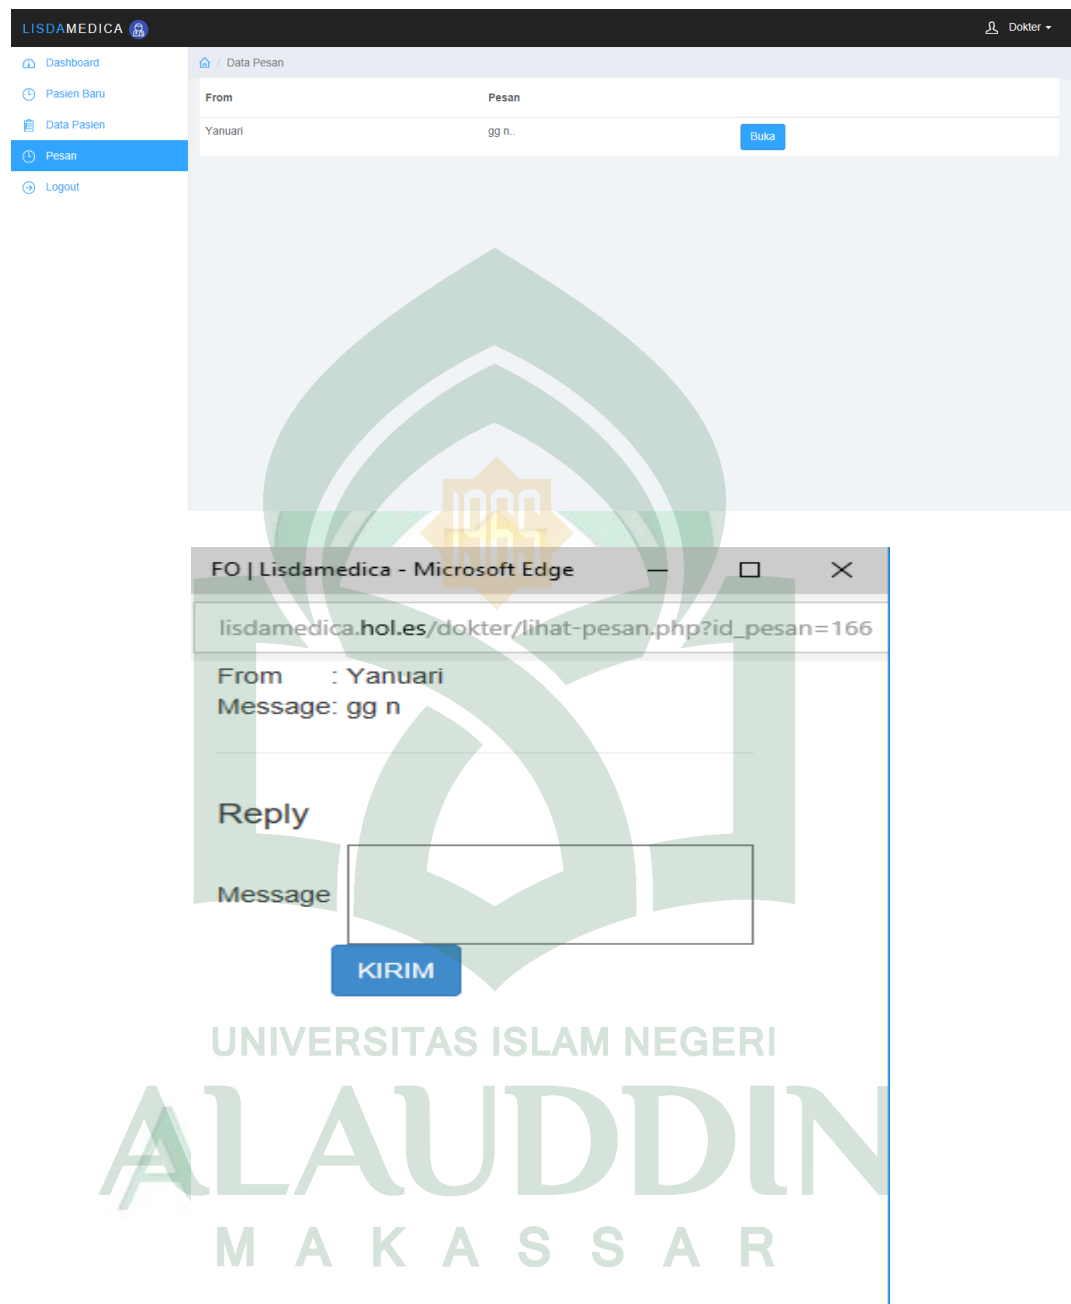 LISDAMEDICA
Dokter
Dashboard
/ Data Pesan
Pasien Baru
From Pesan
Data Pasien
Yanuari gg n.. Buka
Pesan
Logout
FO | Lisdamedica - Microsoft Edge
lisdamedica.hol.es/dokter/lihat-pesan.php?id_pesan=166
From : Yanuari
Message: gg n
Reply
Message
KIRIM
UNIVERSITAS ISLAM NEGERI
ALAUDDIN
MAKASSAR